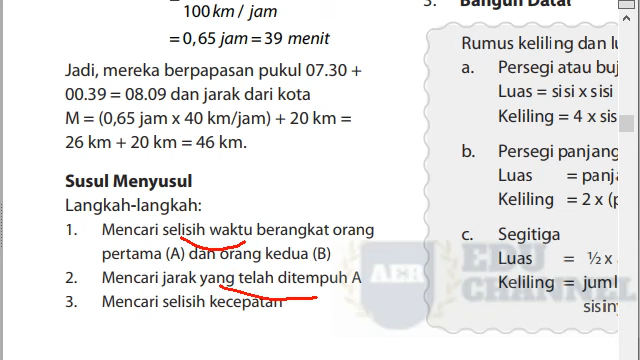 100 km / jam
= 0,65 jam = 39 menit
Jadi, mereka berpapasan pukul 07.30 +
00.39 = 08.09 dan jarak dari kota
M = (0,65 jam x 40 km/jam) + 20 km =
26 km + 20 km = 46 km.
Susul Menyusul
Langkah-langkah:
1. Mencari selisih waktu berangkat orang
pertama (A) dan orang kedua (B)
2. Mencari jarak yang telah ditempuh A
3. Mencari selisih kecepatan
3. Bangun Datar
Rumus keliling dan lu
a. Persegi atau buj
Luas = sisi x sisi
Keliling = 4 x sis
b. Persegi panjang
Luas = panja
Keliling = 2 x (p
c. Segitiga
Luas = ½ x
Keliling = juml
sisiny
AER
EDU
CHANNEL